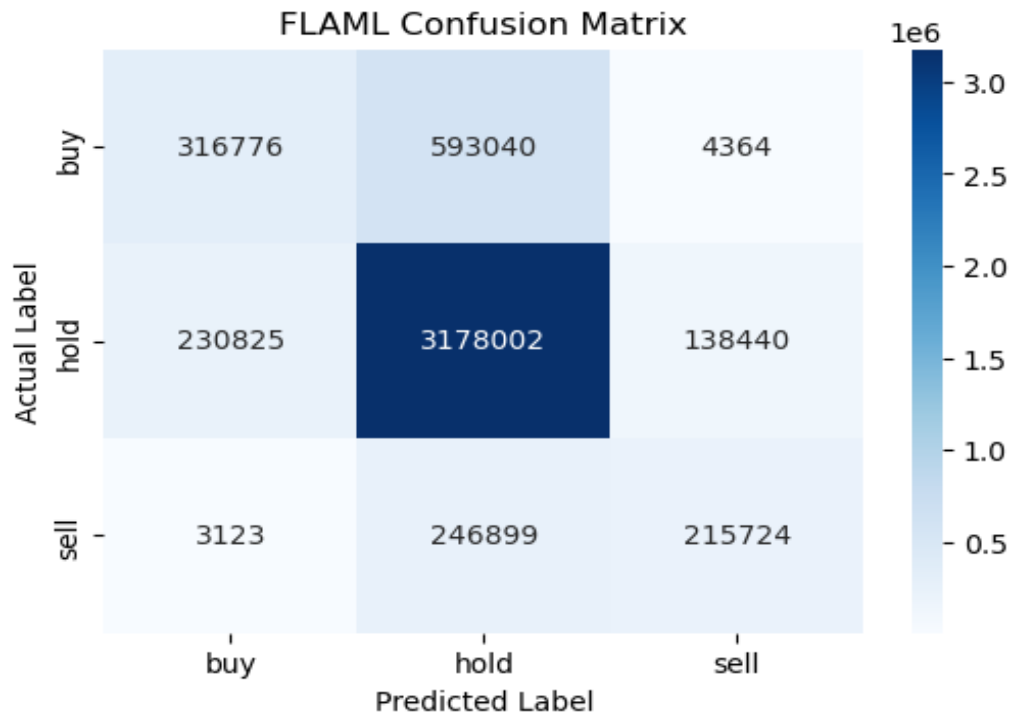 FLAML Confusion Matrix
1e6
buy 316776 593040 4364
hold 230825 3178002 138440
sell 3123 246899 215724
buy hold sell
Predicted Label
Actual Label
3.0
2.5
2.0
1.5
1.0
0.5